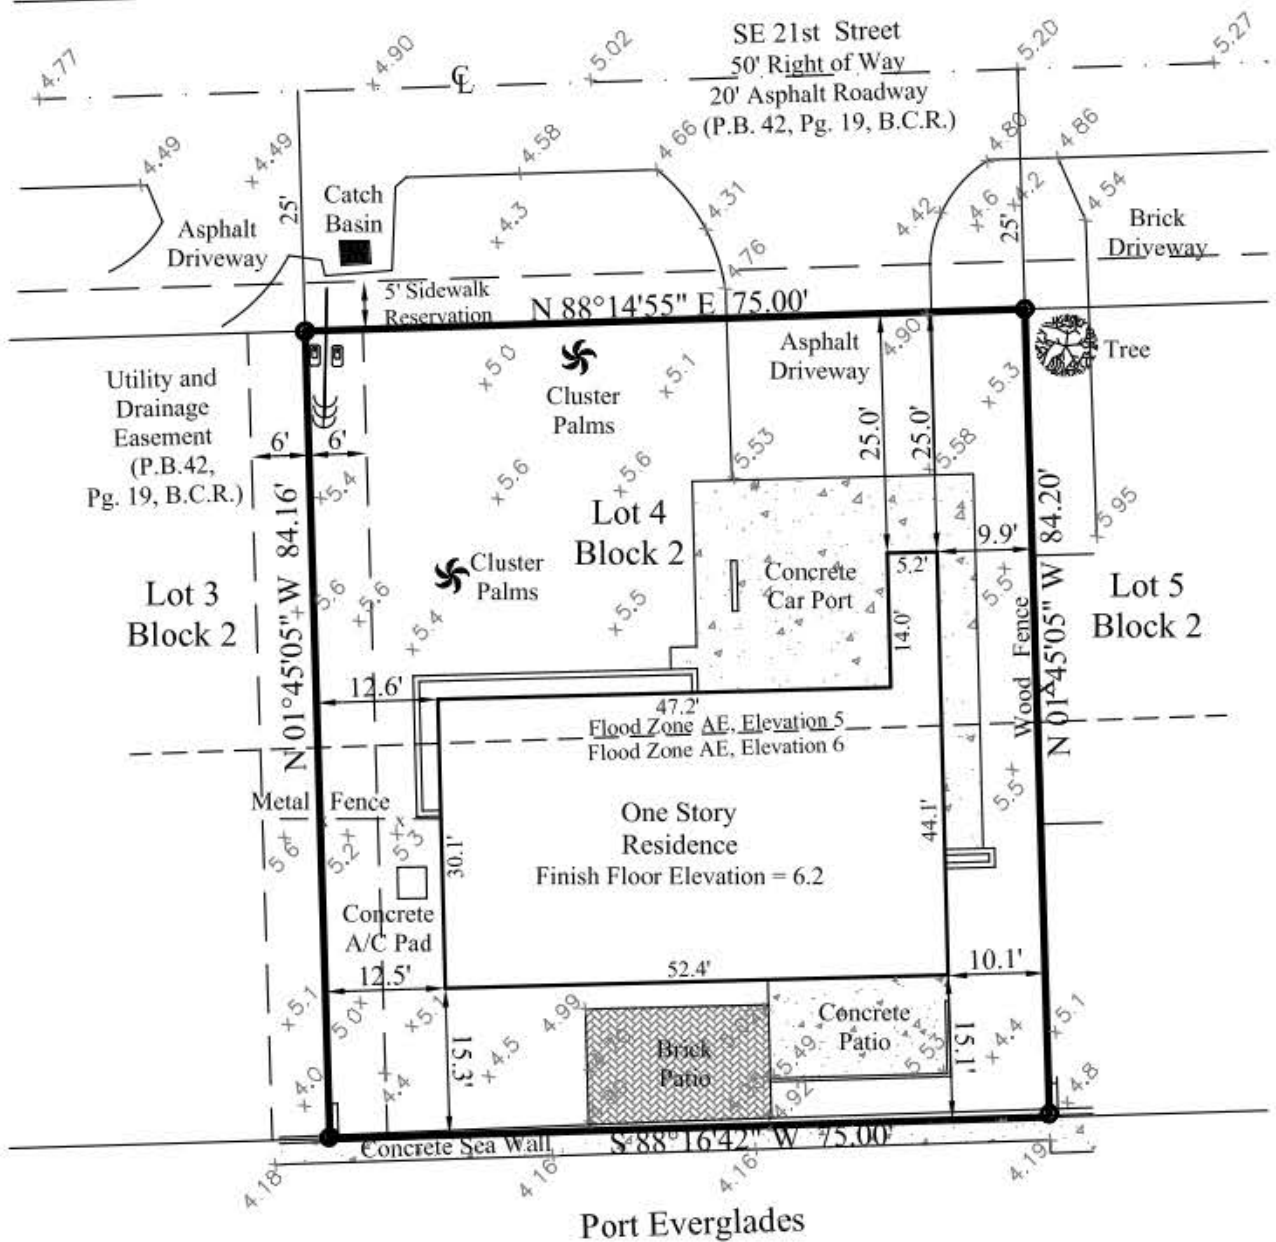 SE 21st Street
50' Right of Way
20' Asphalt Roadway
(P.B. 42, Pg. 19, B.C.R.)
4.77
4.90
5.02
5.20
5.27
℄
4.49
4.49
4.58
4.66
4.80
4.86
25'
Catch
Basin
4.3
4.31
4.42
4.6
4.2
4.54
25'
Asphalt
Driveway
Brick
Driveway
4.76
5' Sidewalk
Reservation
N 88°14'55" E 75.00'
4.90
Asphalt
Driveway
Tree
5.0
5.1
5.3
Cluster
Palms
Utility and
Drainage
Easement
(P.B.42,
Pg. 19, B.C.R.)
6'
6'
25.0'
25.0'
5.4
5.6
5.6
5.53
5.58
5.95
N 01°45'05" W 84.16'
N 01°45'05" W 84.20'
Lot 4
Block 2
9.9'
5.2'
Cluster
Palms
Concrete
Car Port
Lot 3
Block 2
Lot 5
Block 2
5.6
5.6
5.4
5.5
5.5
14.0'
Wood Fence
12.6'
47.2'
Flood Zone AE, Elevation 5
Flood Zone AE, Elevation 6
Metal Fence
5.5
5.6
5.2
5.3
30.1'
44.1'
One Story
Residence
Finish Floor Elevation = 6.2
Concrete
A/C Pad
12.5'
52.4'
10.1'
5.1
5.0
5.1
4.99
4.5
15.3'
Brick
Patio
Concrete
Patio
5.49
5.53
15.1'
4.4
5.1
4.0
4.4
4.92
4.8
Concrete Sea Wall
S 88°16'42" W 75.00'
4.18
4.16
4.16
4.19
Port Everglades